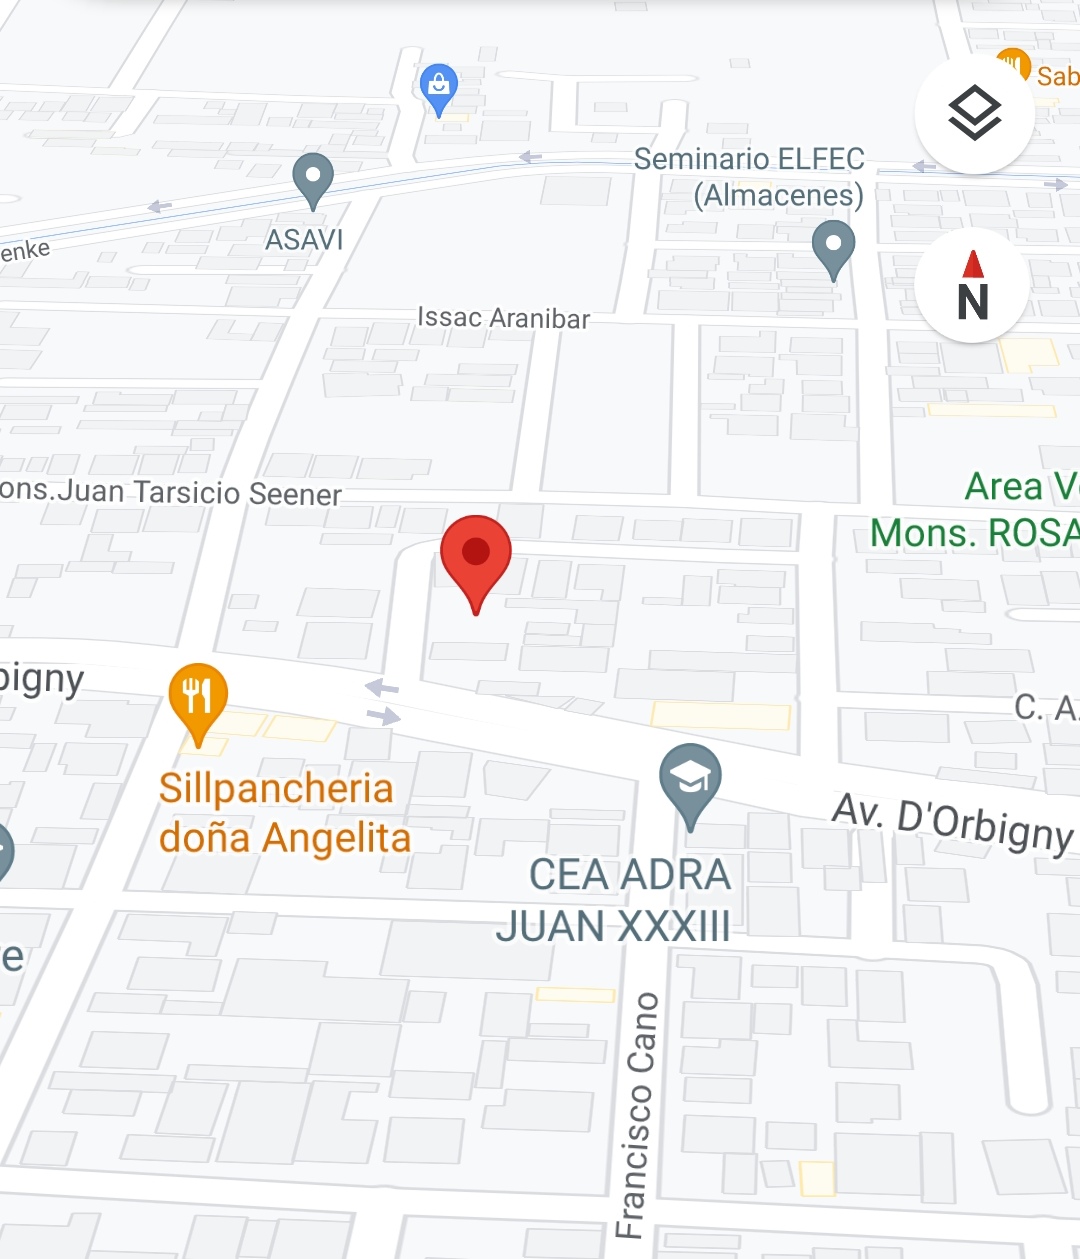 Sab
Seminario ELFEC
(Almacenes)
enke
ASAVI
N
Issac Aranibar
ons.Juan Tarsicio Seener
Area V
Mons. ROSA
bigny
C. A.
Sillpancheria
doña Angelita
Av. D'Orbigny
CEA ADRA
JUAN XXXIII
re
Francisco Cano